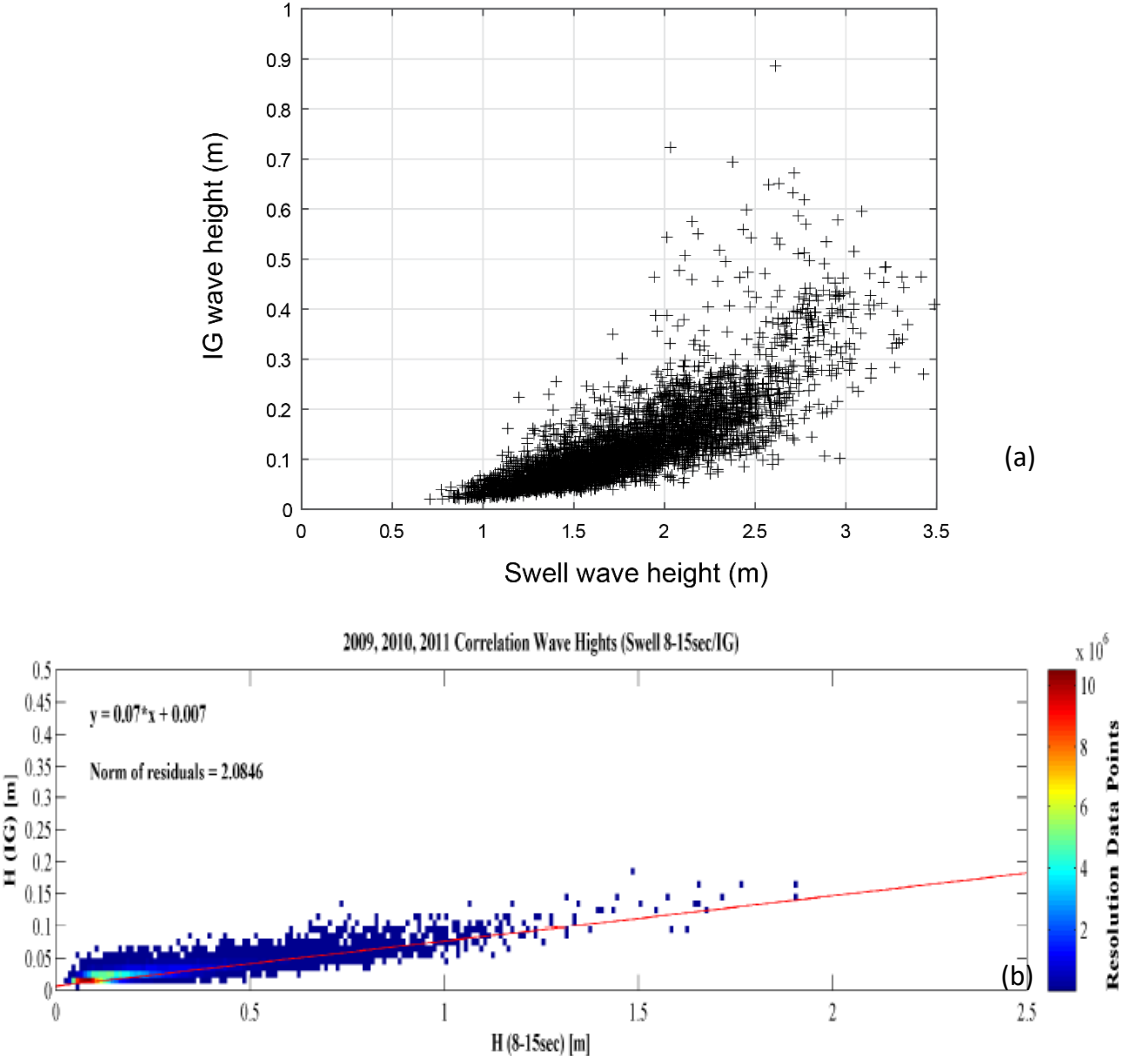 1
0.9
0.8
0.7
0.6
0.5
0.4
0.3
0.2
0.1
0
IG wave height (m)
0 0.5 1 1.5 2 2.5 3 3.5
Swell wave height (m)
(a)
2009, 2010, 2011 Correlation Wave Hights (Swell 8-15sec/IG)
x 10^6
0.5
0.45
0.4
0.35
0.3
0.25
0.2
0.15
0.1
0.05
0
H (IG) [m]
y = 0.07*x + 0.007
Norm of residuals = 2.0846
(b)
0 0.5 1 1.5 2 2.5
H (8-15sec) [m]
10
8
6
4
2
Resolution Data Points